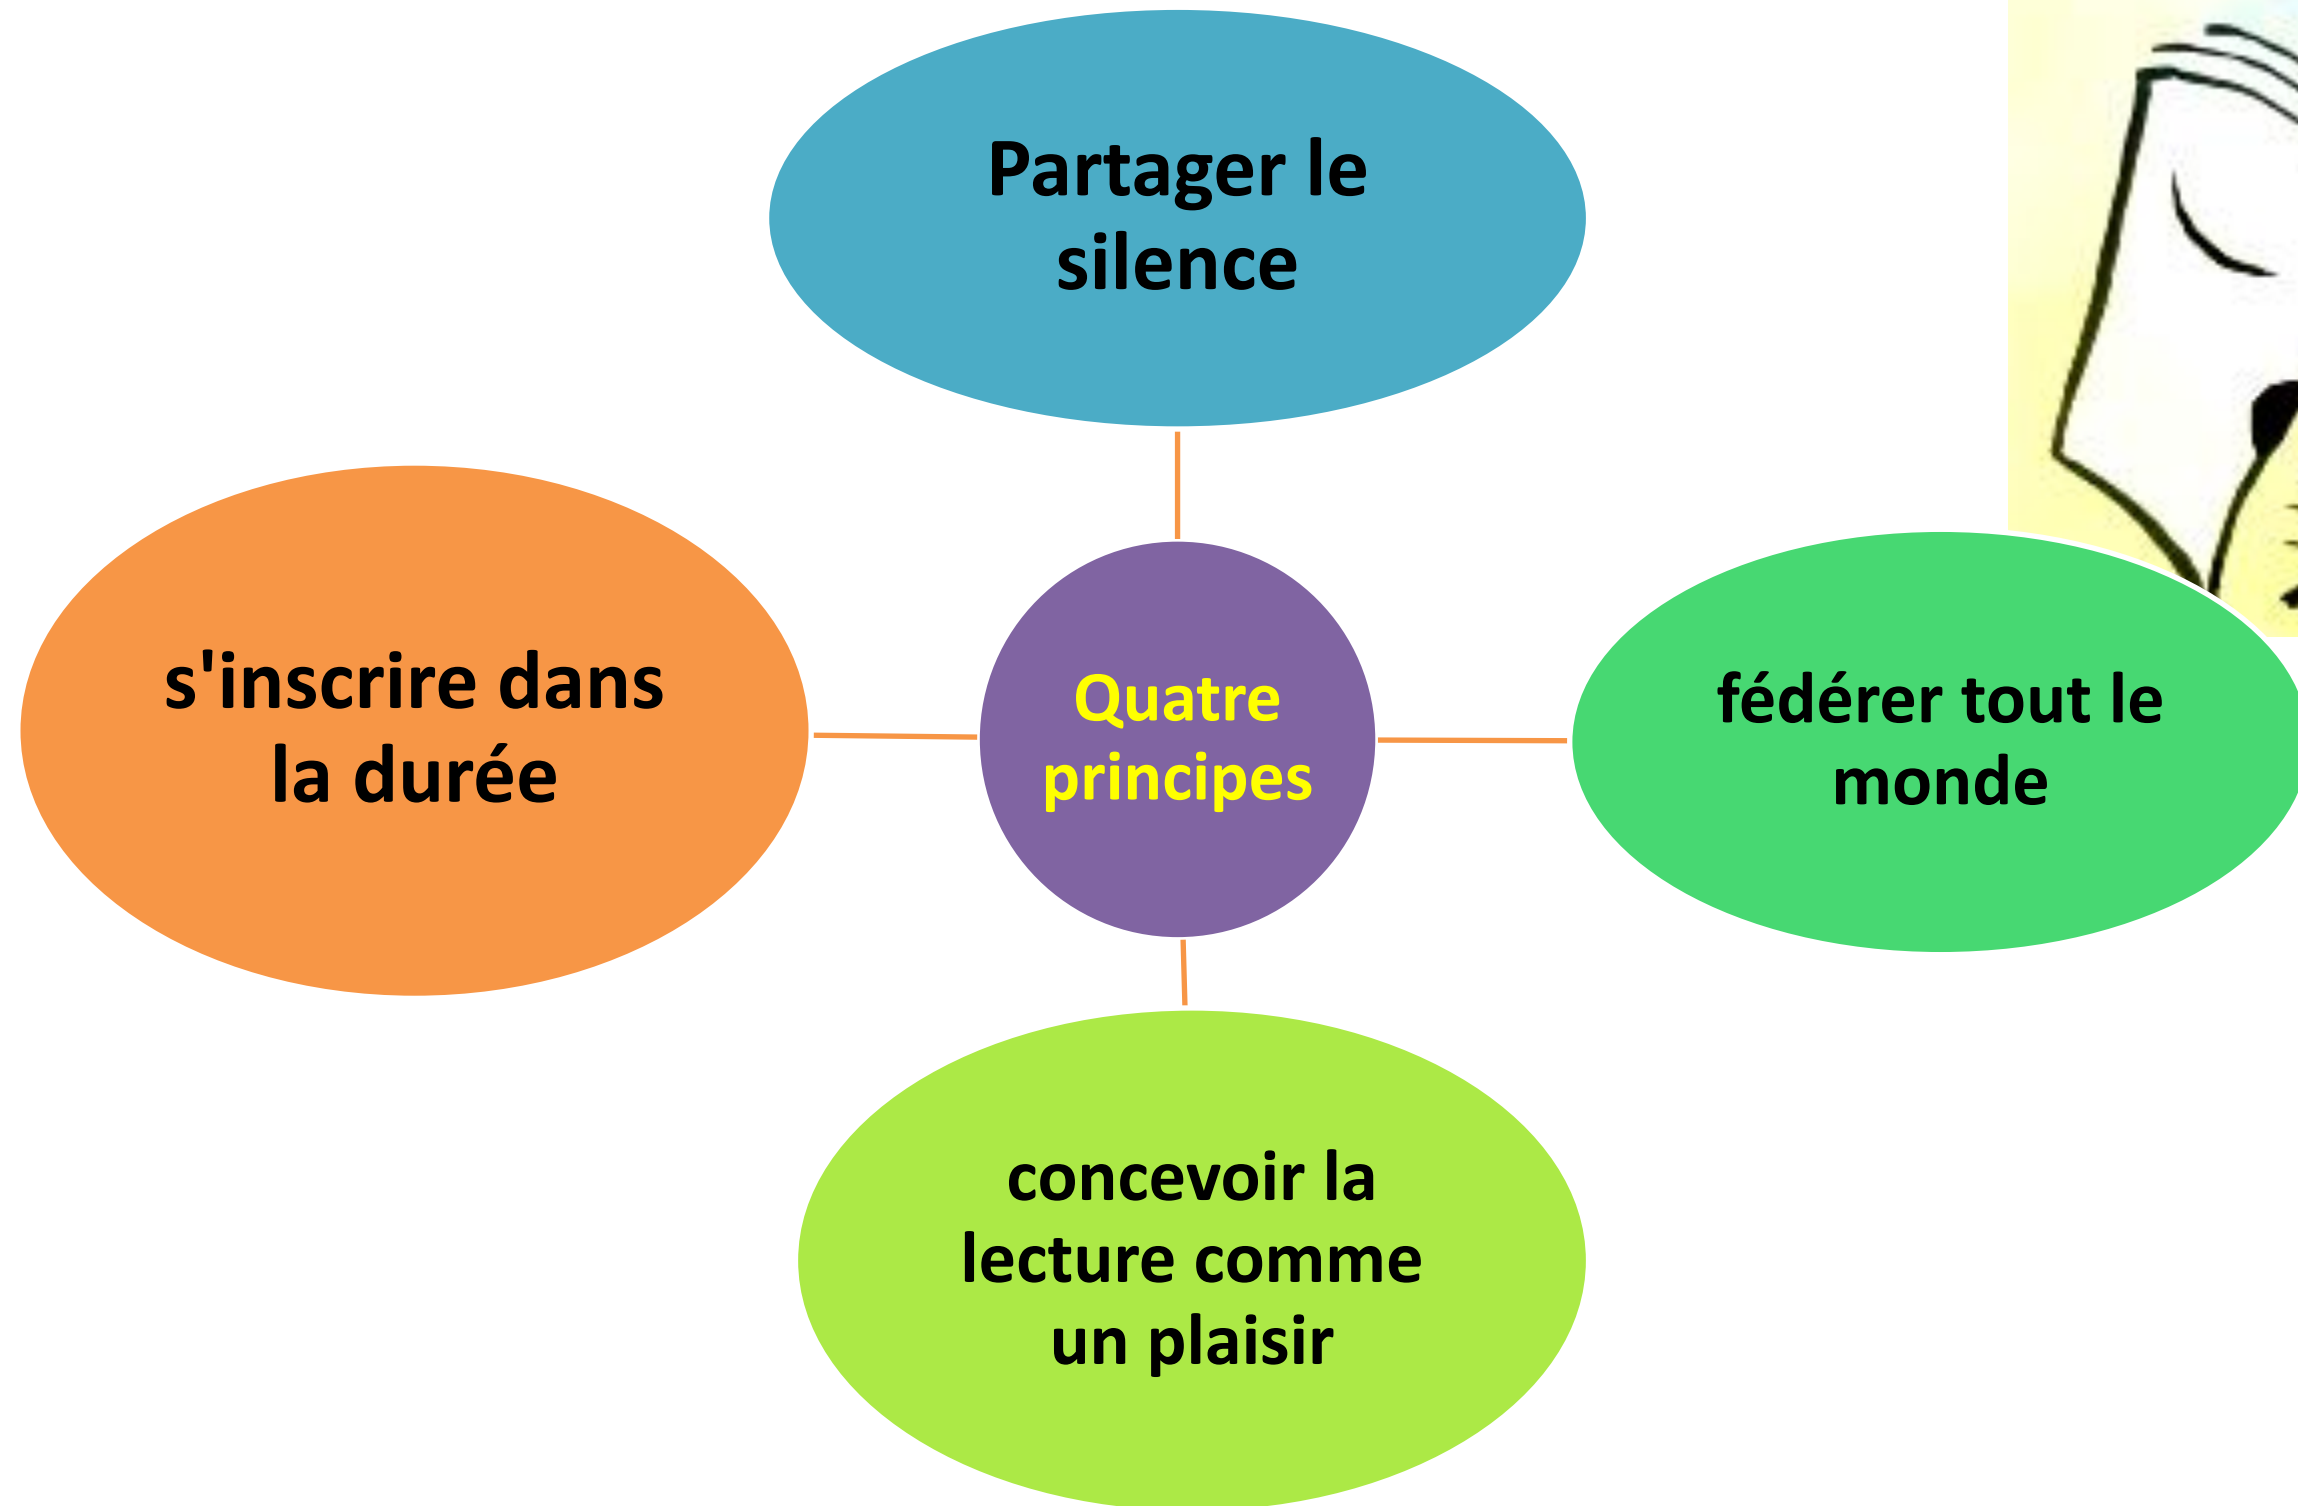 Partager le
silence
s'inscrire dans
la durée
Quatre
principes
fédérer tout le
monde
concevoir la
lecture comme
un plaisir